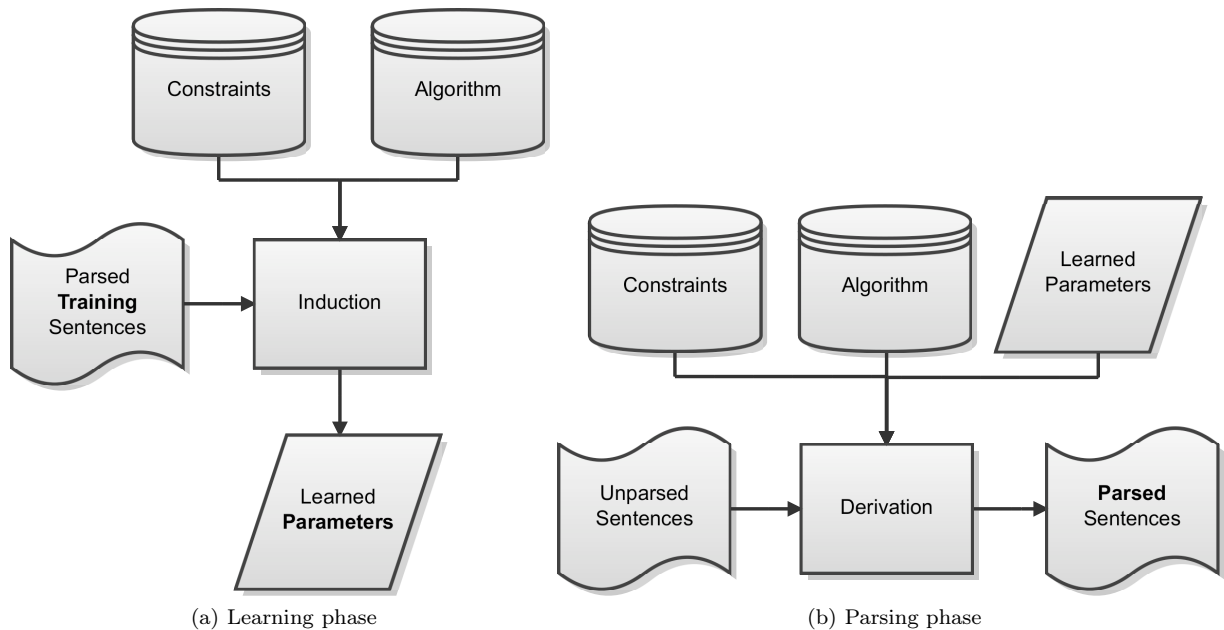 Constraints
Algorithm
Parsed
Training
Sentences
Induction
Learned
Parameters
(a) Learning phase
Constraints
Algorithm
Learned
Parameters
Unparsed
Sentences
Derivation
Parsed
Sentences
(b) Parsing phase